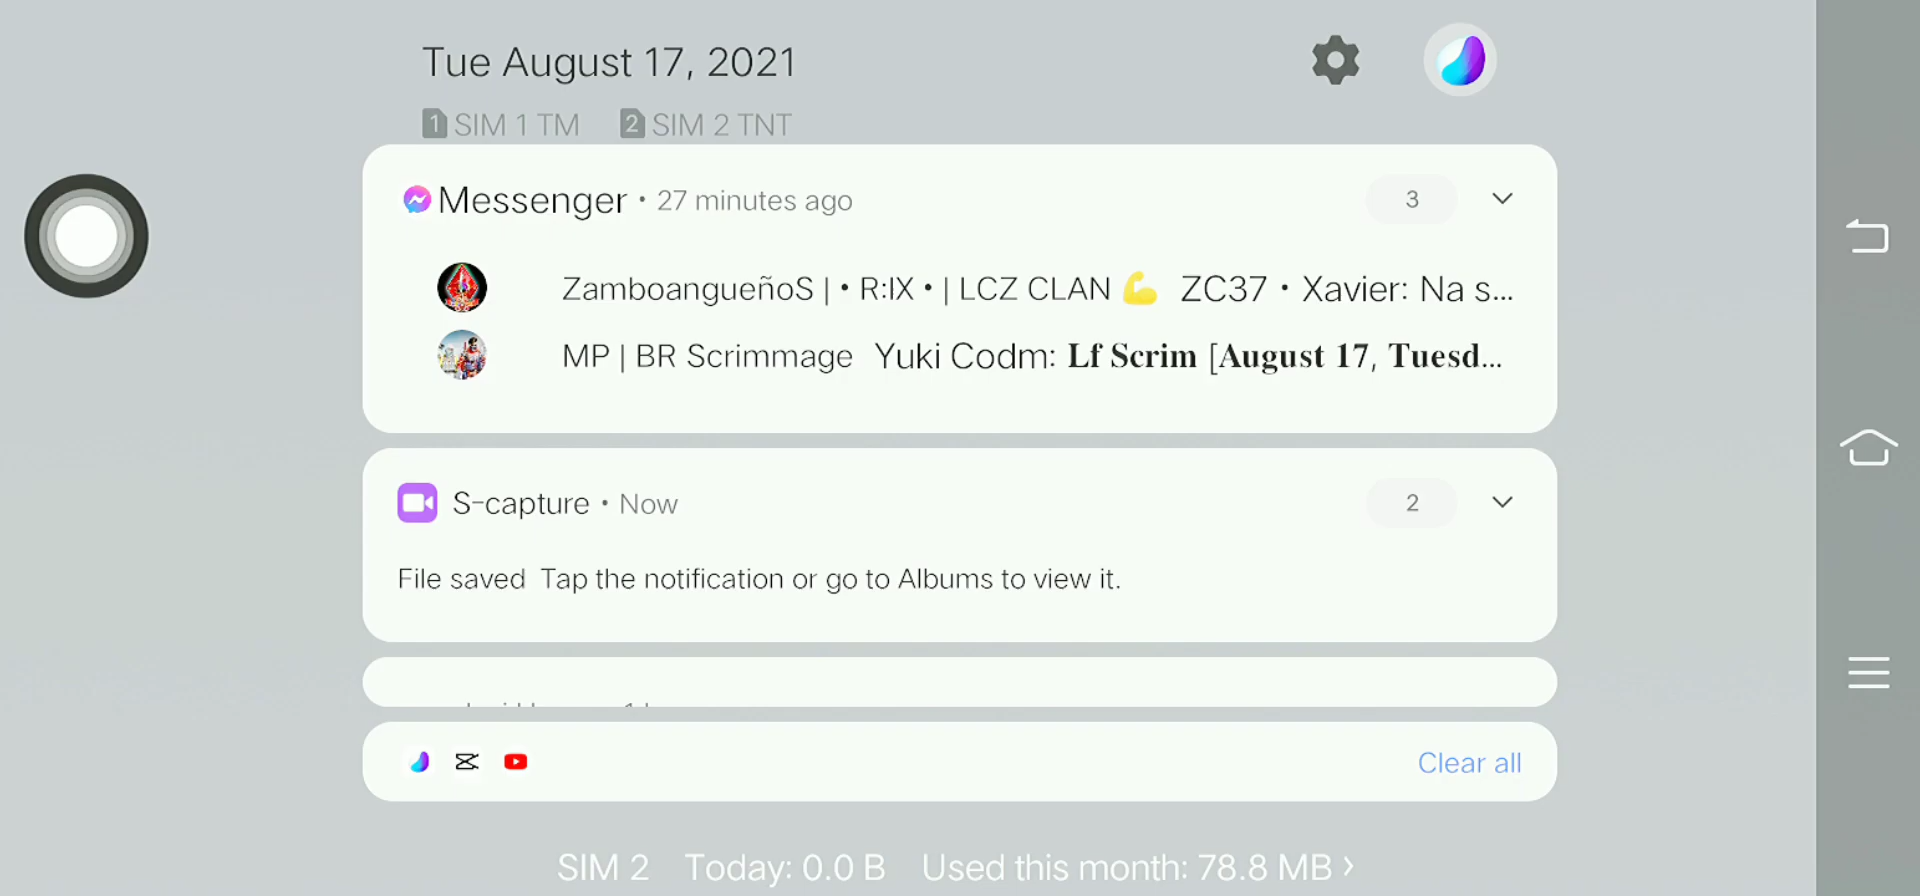 Tue August 17, 2021
1 SIM 1 TM 2 SIM 2 TNT
Messenger • 27 minutes ago 3
ZamboangueñoS | • R:IX • | LCZ CLAN 💪 ZC37 • Xavier: Na s...
MP | BR Scrimmage Yuki Codm: 𝐋𝐟 𝐒𝐜𝐫𝐢𝐦 [𝐀𝐮𝐠𝐮𝐬𝐭 𝟏𝟕, 𝐓𝐮𝐞𝐬𝐝...
S-capture • Now 2
File saved Tap the notification or go to Albums to view it.
Clear all
SIM 2 Today: 0.0 B Used this month: 78.8 MB ›